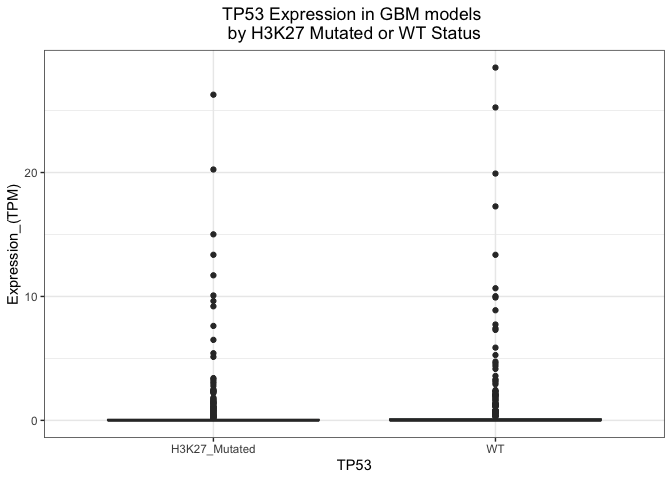 TP53 Expression in GBM models
by H3K27 Mutated or WT Status
Expression_(TPM)
20
10
0
H3K27_Mutated
WT
TP53